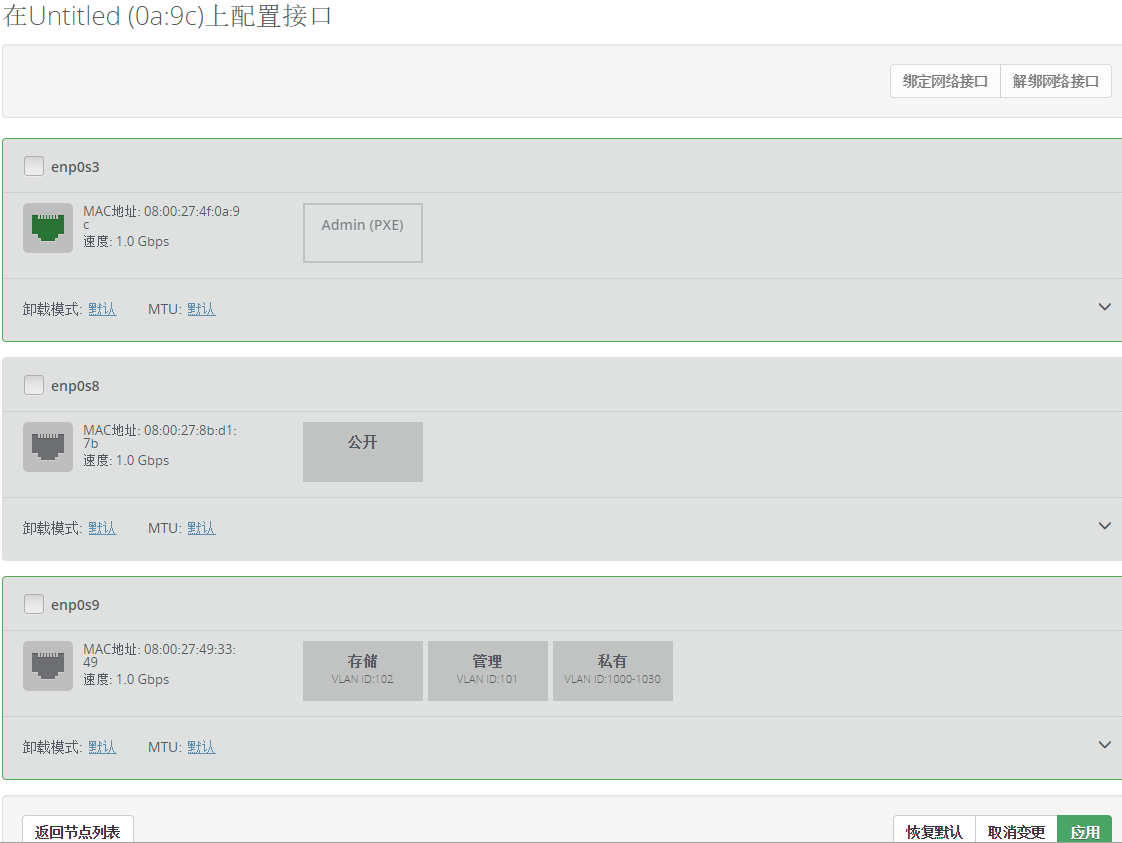 在Untitled (0a:9c)上配置接口
绑定网络接口 解绑网络接口
enp0s3
MAC地址: 08:00:27:4f:0a:9
c
速度: 1.0 Gbps
Admin (PXE)
卸载模式: 默认 MTU: 默认
enp0s8
MAC地址: 08:00:27:8b:d1:
7b
速度: 1.0 Gbps
公开
卸载模式: 默认 MTU: 默认
enp0s9
MAC地址: 08:00:27:49:33:
49
速度: 1.0 Gbps
存储 管理 私有
VLAN ID:102 VLAN ID:101 VLAN ID:1000-1030
卸载模式: 默认 MTU: 默认
返回节点列表 恢复默认 取消变更 应用